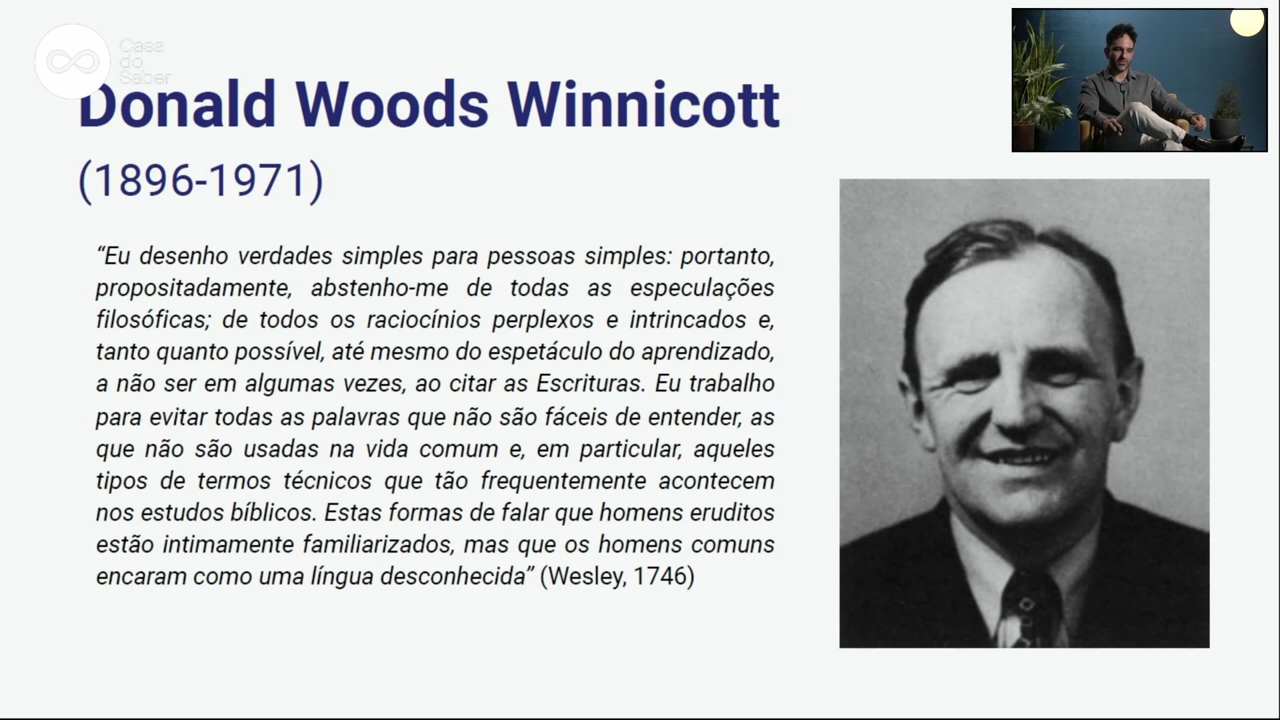 Casa
do
Saber
Donald Woods Winnicott
(1896-1971)
“Eu desenho verdades simples para pessoas simples: portanto,
propositadamente, abstenho-me de todas as especulações
filosóficas; de todos os raciocínios perplexos e intrincados e,
tanto quanto possível, até mesmo do espetáculo do aprendizado,
a não ser em algumas vezes, ao citar as Escrituras. Eu trabalho
para evitar todas as palavras que não são fáceis de entender, as
que não são usadas na vida comum e, em particular, aqueles
tipos de termos técnicos que tão frequentemente acontecem
nos estudos bíblicos. Estas formas de falar que homens eruditos
estão intimamente familiarizados, mas que os homens comuns
encaram como uma língua desconhecida” (Wesley, 1746)